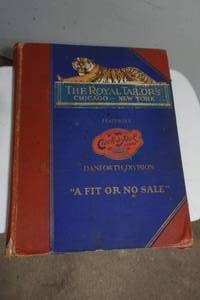 THE ROYAL TAILORS
CHICAGO - NEW YORK
FEATURING
DANFORTH DIVISION
"A FIT OR NO SALE"